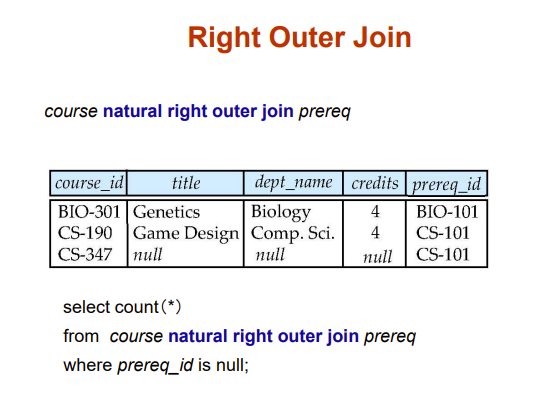 Right Outer Join
course natural right outer join prereq
course_id title dept_name credits prereq_id
BIO-301 Genetics Biology 4 BIO-101
CS-190 Game Design Comp. Sci. 4 CS-101
CS-347 null null null CS-101
select count(*)
from course natural right outer join prereq
where prereq_id is null;